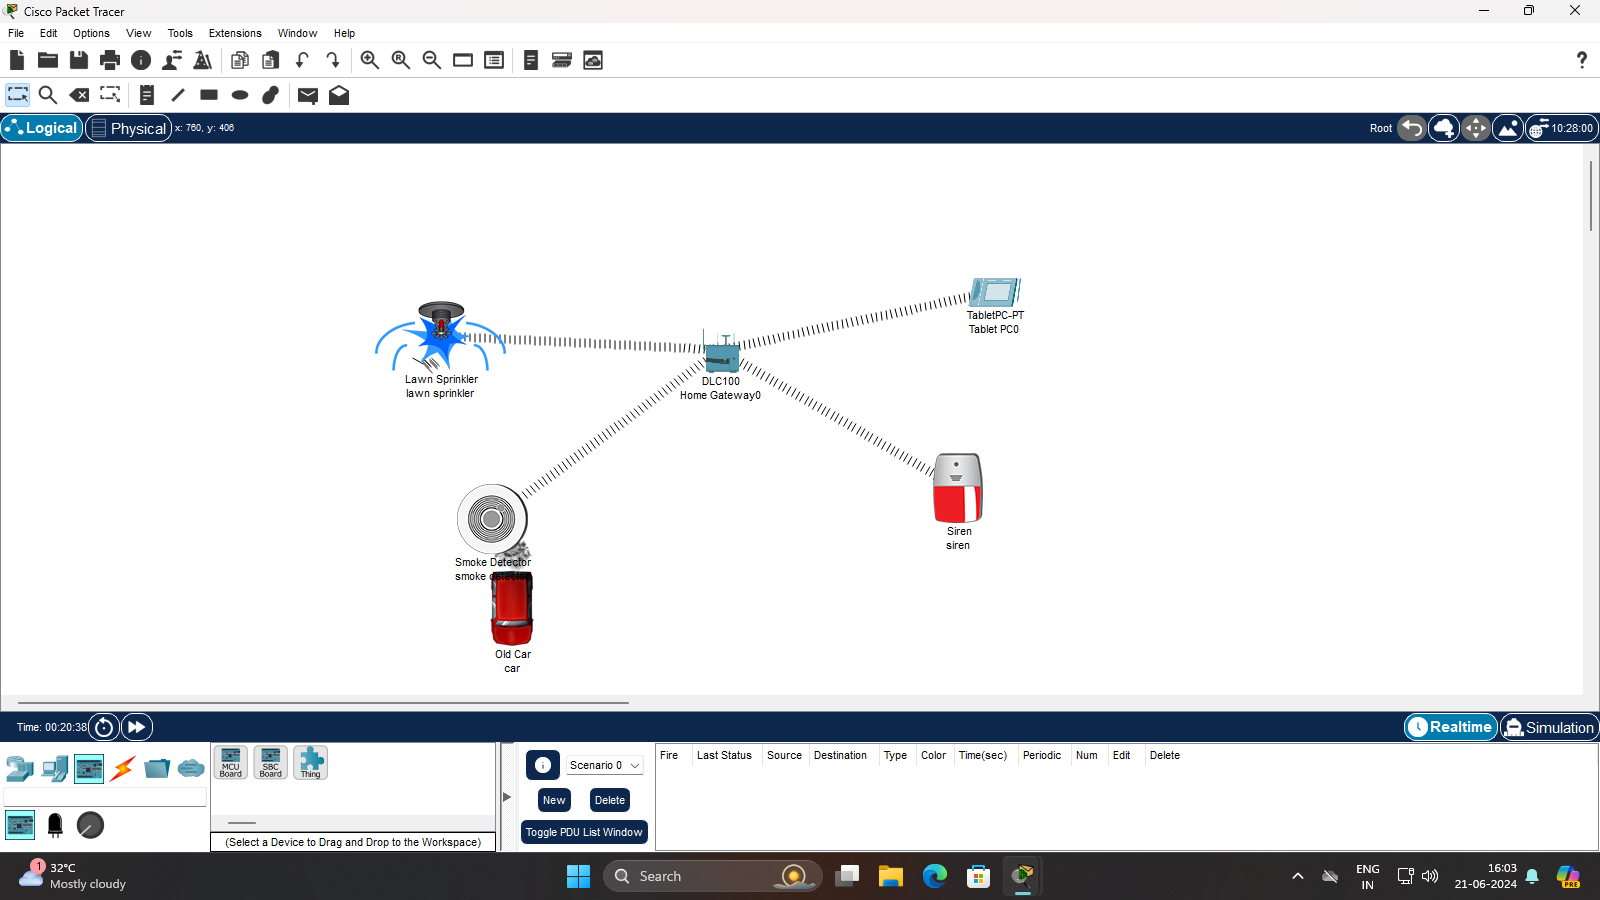 Cisco Packet Tracer
File Edit Options View Tools Extensions Window Help
Logical Physical x: 760, y: 406 Root 10:28:00
TabletPC-PT
Tablet PC0
Lawn Sprinkler
lawn sprinkler
DLC100
Home Gateway0
Siren
siren
Smoke Detector
smoke detector
Old Car
car
Time: 00:20:38 Realtime Simulation
MCU Board SBC Board Thing
Scenario 0
New Delete
Toggle PDU List Window
Fire Last Status Source Destination Type Color Time(sec) Periodic Num Edit Delete
(Select a Device to Drag and Drop to the Workspace)
1
32°C
Mostly cloudy
Search
ENG
IN
16:03
21-06-2024
PRE